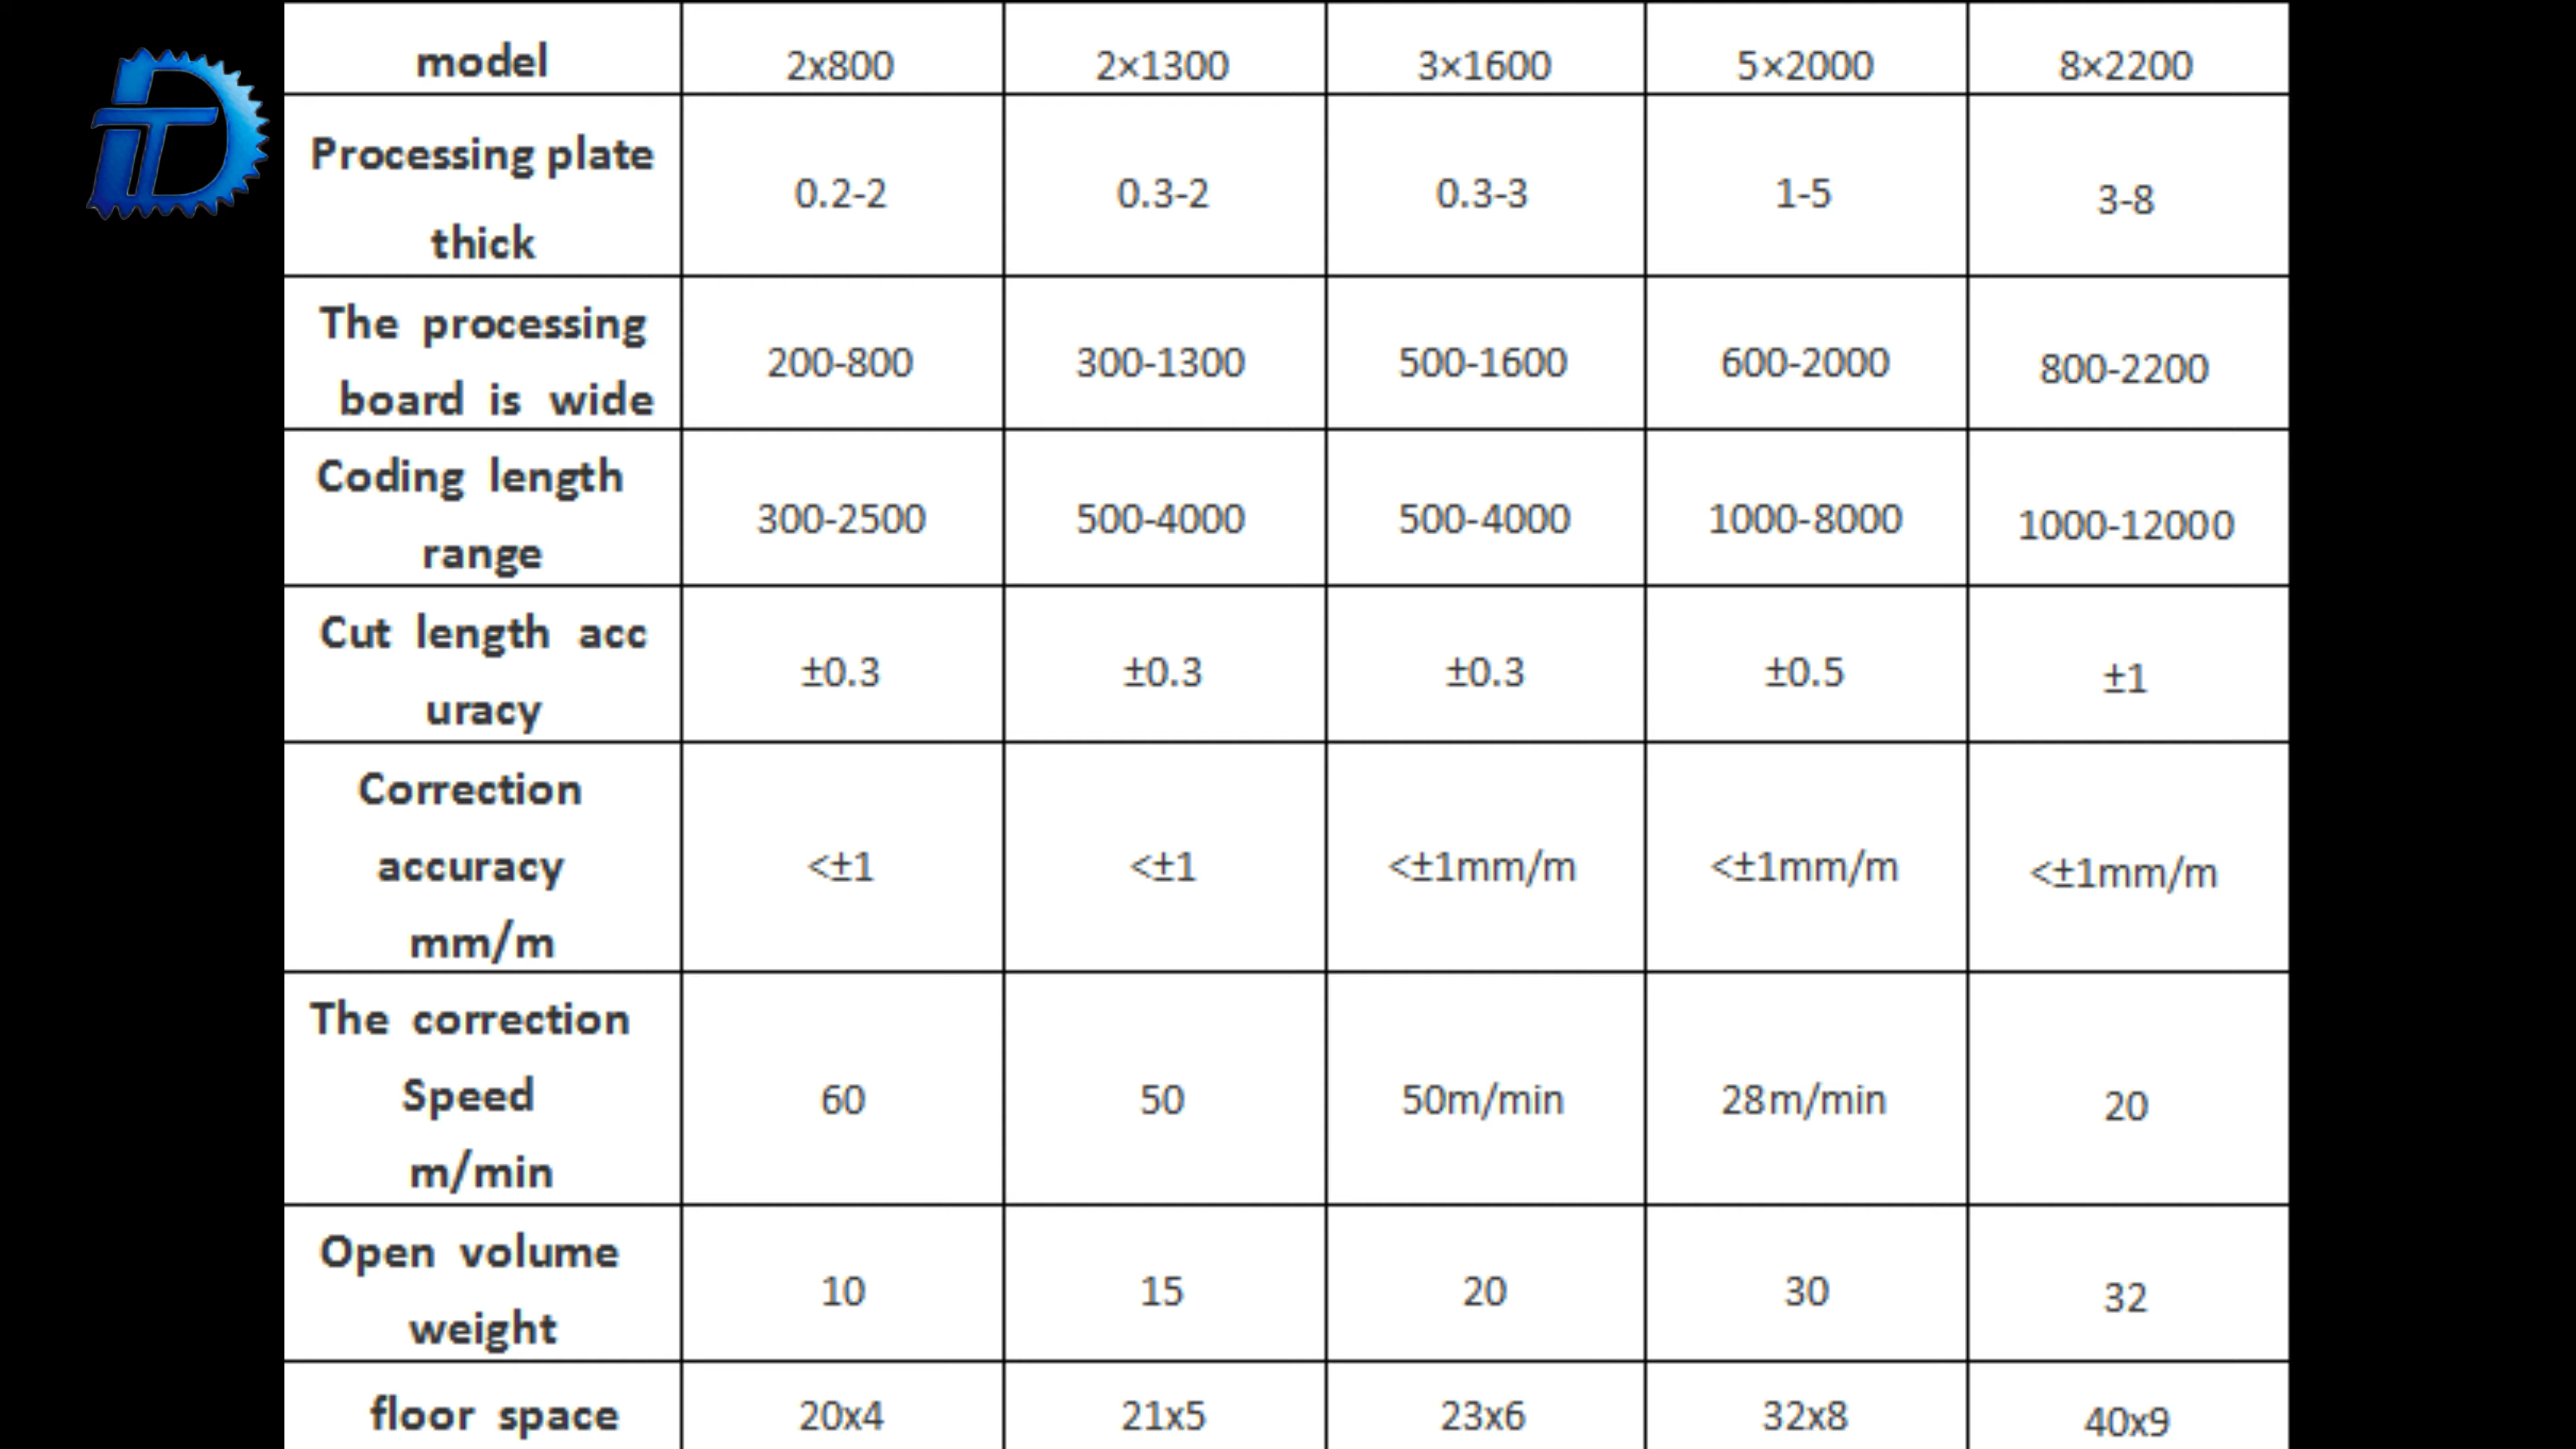 model 2x800 2×1300 3×1600 5×2000 8×2200
Processing plate
thick 0.2-2 0.3-2 0.3-3 1-5 3-8
The processing
board is wide 200-800 300-1300 500-1600 600-2000 800-2200
Coding length
range 300-2500 500-4000 500-4000 1000-8000 1000-12000
Cut length acc
uracy ±0.3 ±0.3 ±0.3 ±0.5 ±1
Correction
accuracy <±1 <±1 <±1mm/m <±1mm/m <±1mm/m
mm/m
The correction
Speed 60 50 50m/min 28m/min 20
m/min
Open volume
weight 10 15 20 30 32
floor space 20x4 21x5 23x6 32x8 40x9